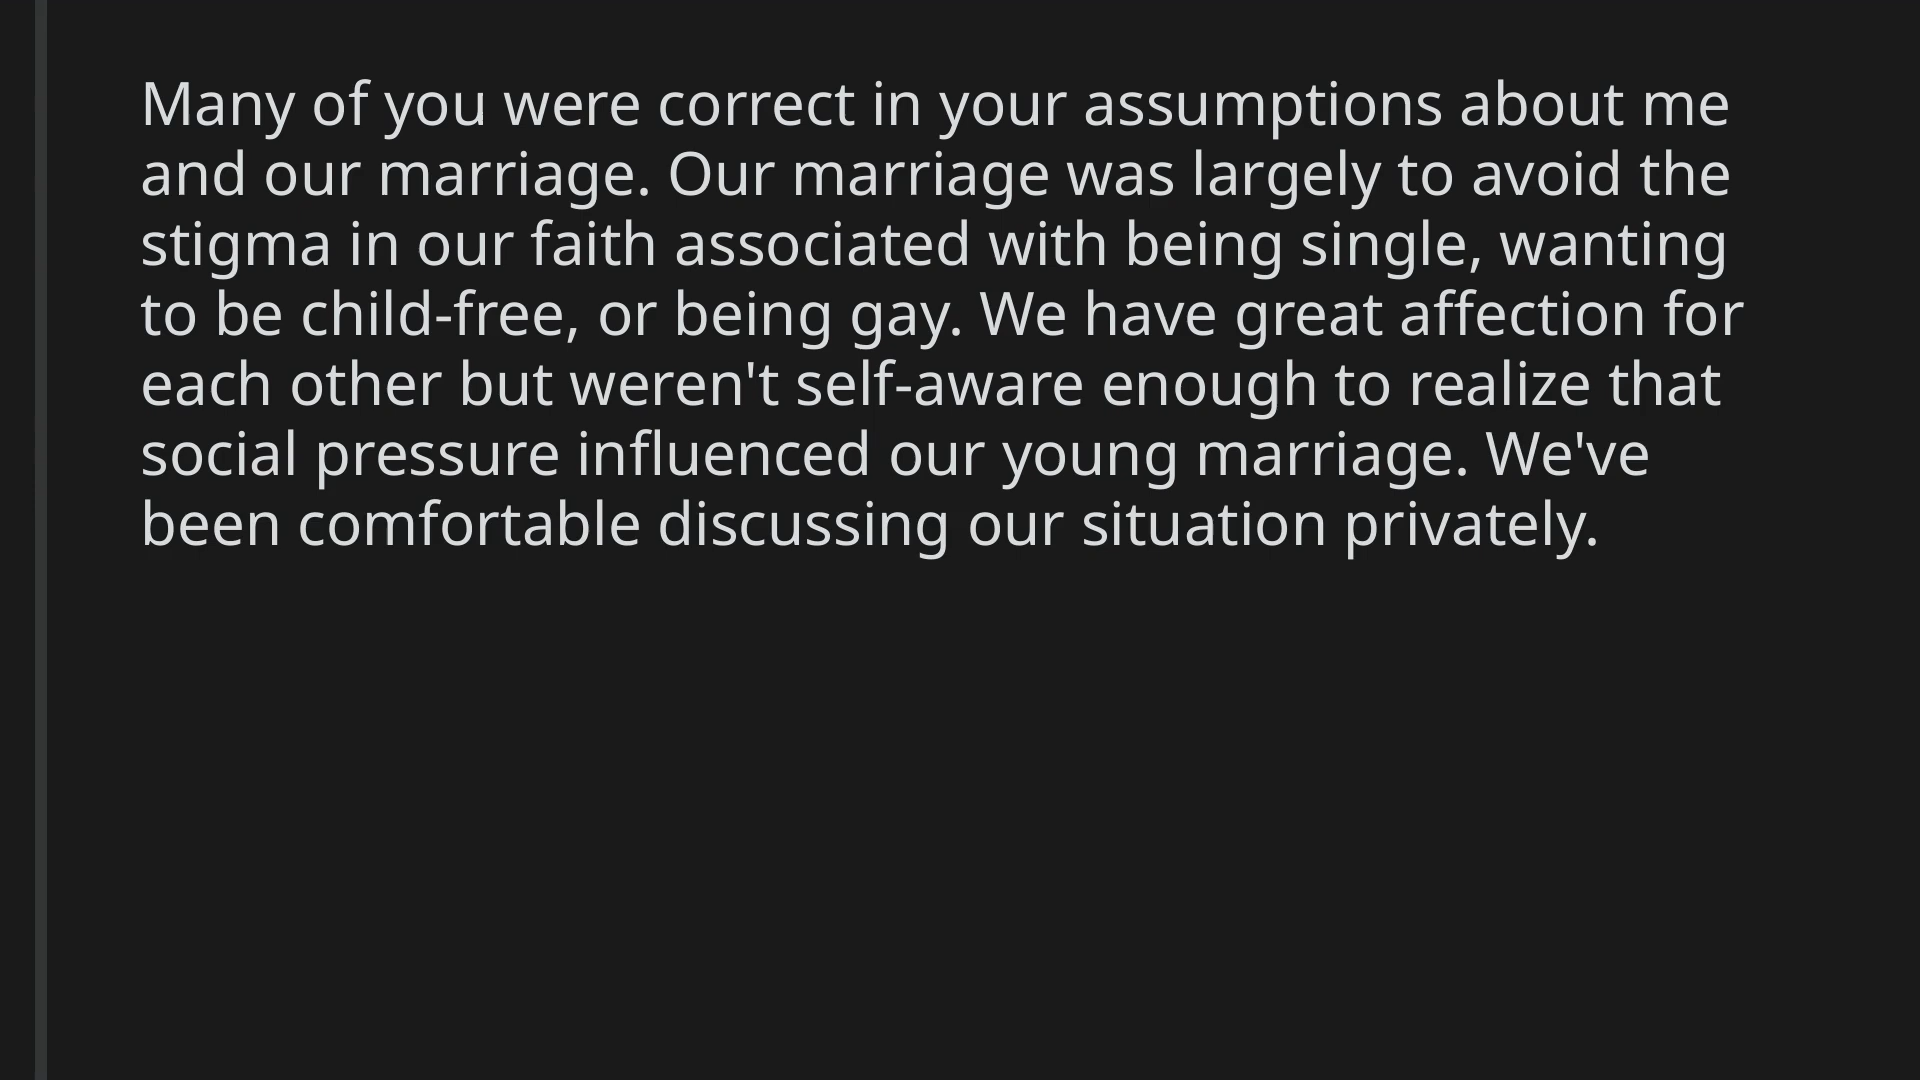 Many of you were correct in your assumptions about me
and our marriage. Our marriage was largely to avoid the
stigma in our faith associated with being single, wanting
to be child-free, or being gay. We have great affection for
each other but weren't self-aware enough to realize that
social pressure influenced our young marriage. We've
been comfortable discussing our situation privately.